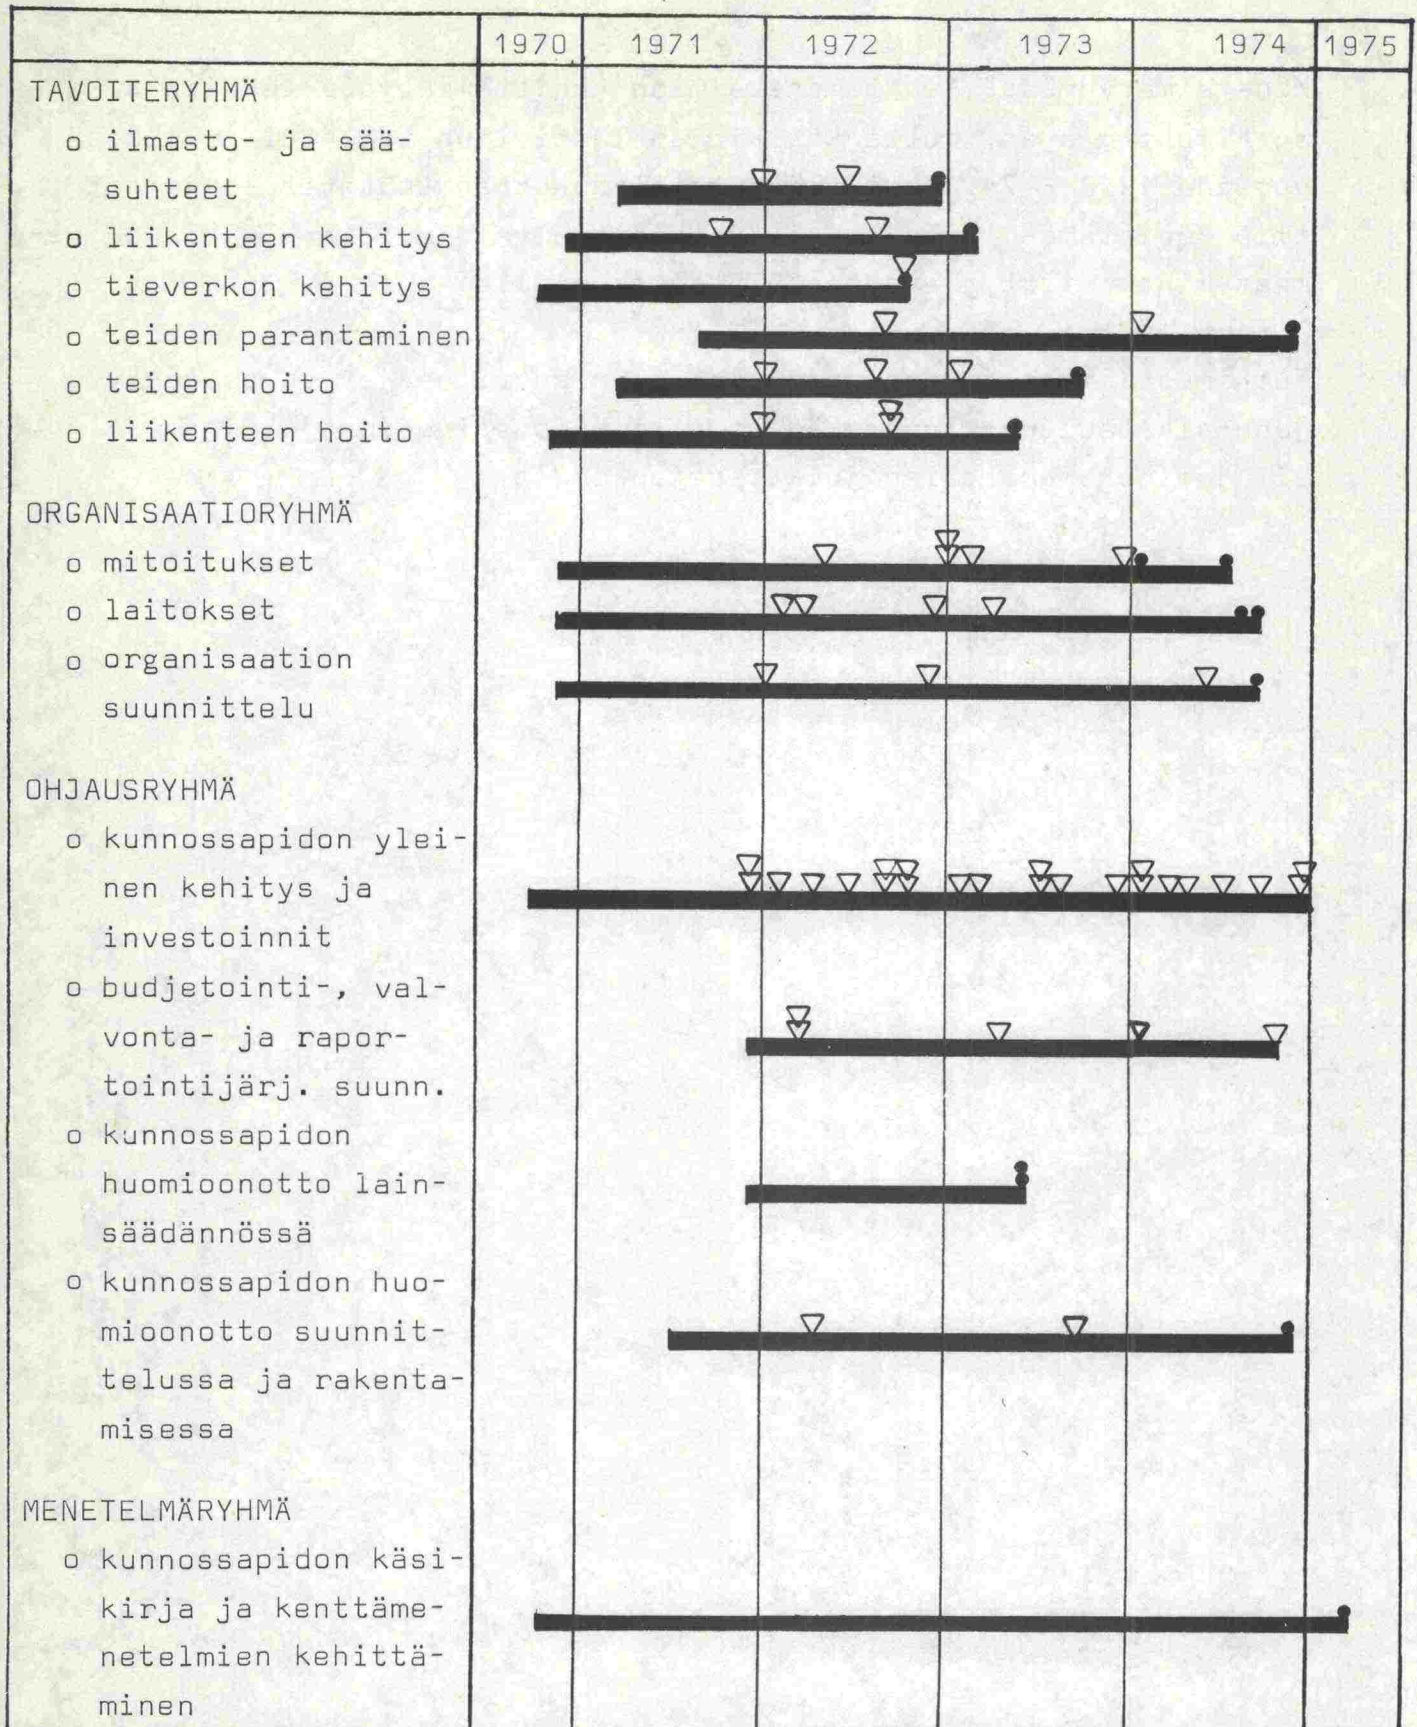 1970 1971 1972 1973 1974 1975
TAVOITERYHMÄ
o ilmasto- ja sää-
suhteet
o liikenteen kehitys
o tieverkon kehitys
o teiden parantaminen
o teiden hoito
o liikenteen hoito
ORGANISAATIORYHMÄ
o mitoitukset
o laitokset
o organisaation
suunnittelu
OHJAUSRYHMÄ
o kunnossapidon ylei-
nen kehitys ja
investoinnit
o budjetointi-, val-
vonta- ja rapor-
tointijärj. suunn.
o kunnossapidon
huomioonotto lain-
säädännössä
o kunnossapidon huo-
mioonotto suunnit-
telussa ja rakenta-
misessa
MENETELMÄRYHMÄ
o kunnossapidon käsi-
kirja ja kenttäme-
netelmien kehittä-
minen